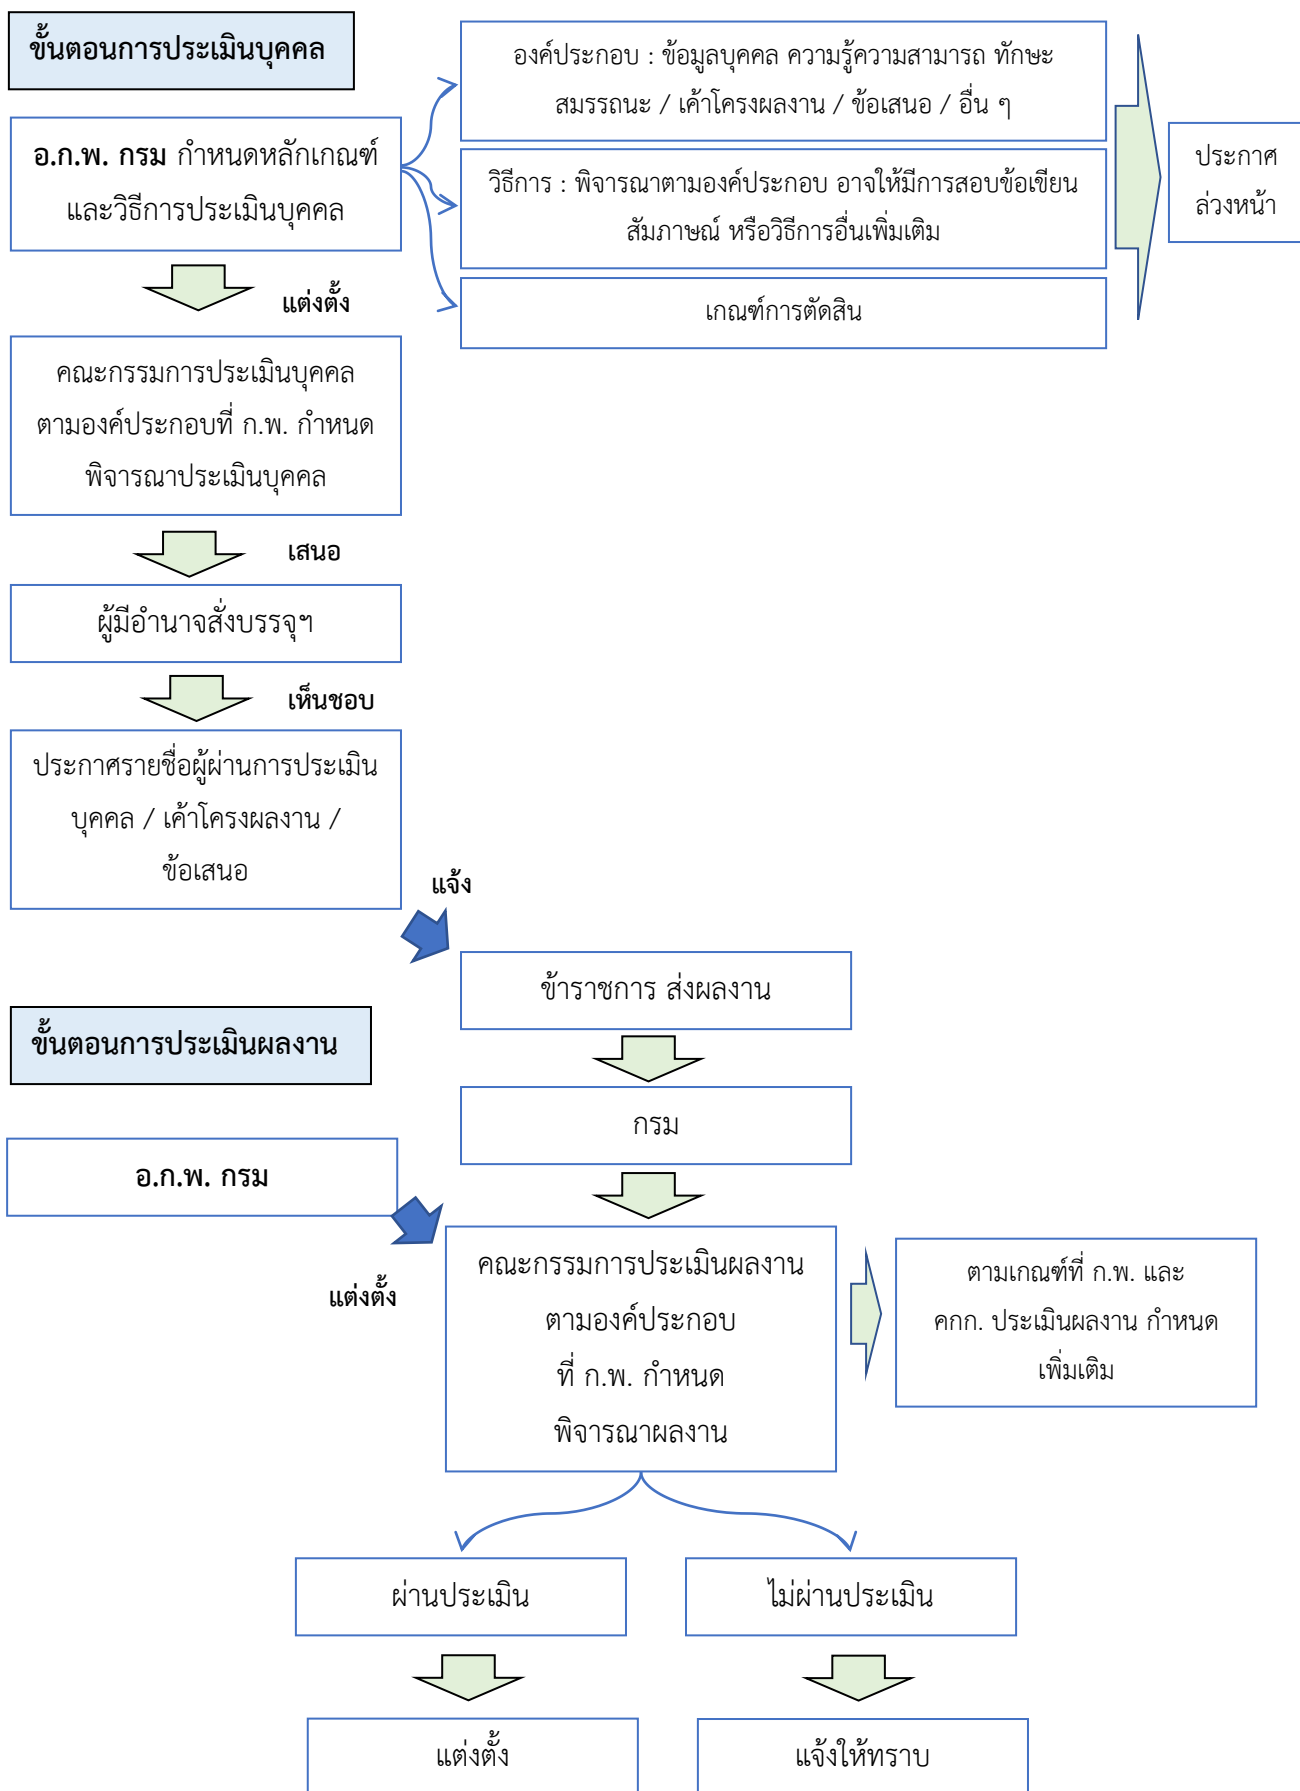 ขั้นตอนการประเมินบุคคล
อ.ก.พ. กรม กำหนดหลักเกณฑ์
และวิธีการประเมินบุคคล
องค์ประกอบ : ข้อมูลบุคคล ความรู้ความสามารถ ทักษะ
สมรรถนะ / เค้าโครงผลงาน / ข้อเสนอ / อื่น ๆ
วิธีการ : พิจารณาตามองค์ประกอบ อาจให้มีการสอบข้อเขียน
สัมภาษณ์ หรือวิธีการอื่นเพิ่มเติม
เกณฑ์การตัดสิน
ประกาศ
ล่วงหน้า
แต่งตั้ง
คณะกรรมการประเมินบุคคล
ตามองค์ประกอบที่ ก.พ. กำหนด
พิจารณาประเมินบุคคล
เสนอ
ผู้มีอำนาจสั่งบรรจุฯ
เห็นชอบ
ประกาศรายชื่อผู้ผ่านการประเมิน
บุคคล / เค้าโครงผลงาน /
ข้อเสนอ
แจ้ง
ข้าราชการ ส่งผลงาน
ขั้นตอนการประเมินผลงาน
กรม
อ.ก.พ. กรม
แต่งตั้ง
คณะกรรมการประเมินผลงาน
ตามองค์ประกอบ
ที่ ก.พ. กำหนด
พิจารณาผลงาน
ตามเกณฑ์ที่ ก.พ. และ
คกก. ประเมินผลงาน กำหนด
เพิ่มเติม
ผ่านประเมิน
ไม่ผ่านประเมิน
แต่งตั้ง
แจ้งให้ทราบ